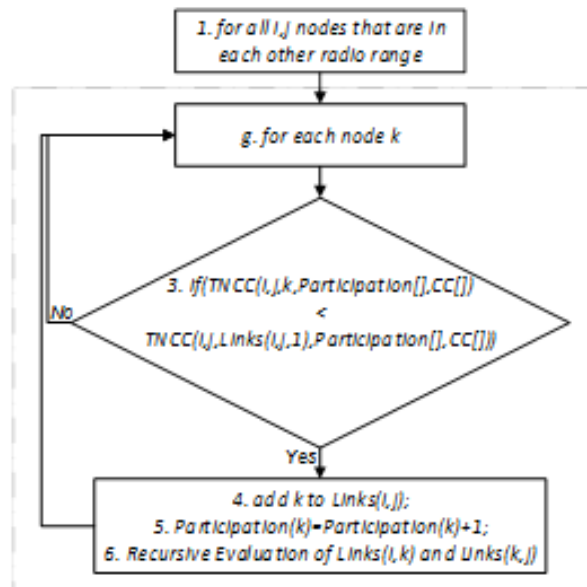 1. for all i,j nodes that are in
each other radio range
g. for each node k
3. If(TNCC(i,j,k,Participation[],CC[])
<
TNCC(i,j,Links(i,j,1),Participation[],CC[]))
No
Yes
4. add k to Links(i,j);
5. Participation(k)=Participation(k)+1;
6. Recursive Evaluation of Links(i,k) and Links(k,j)